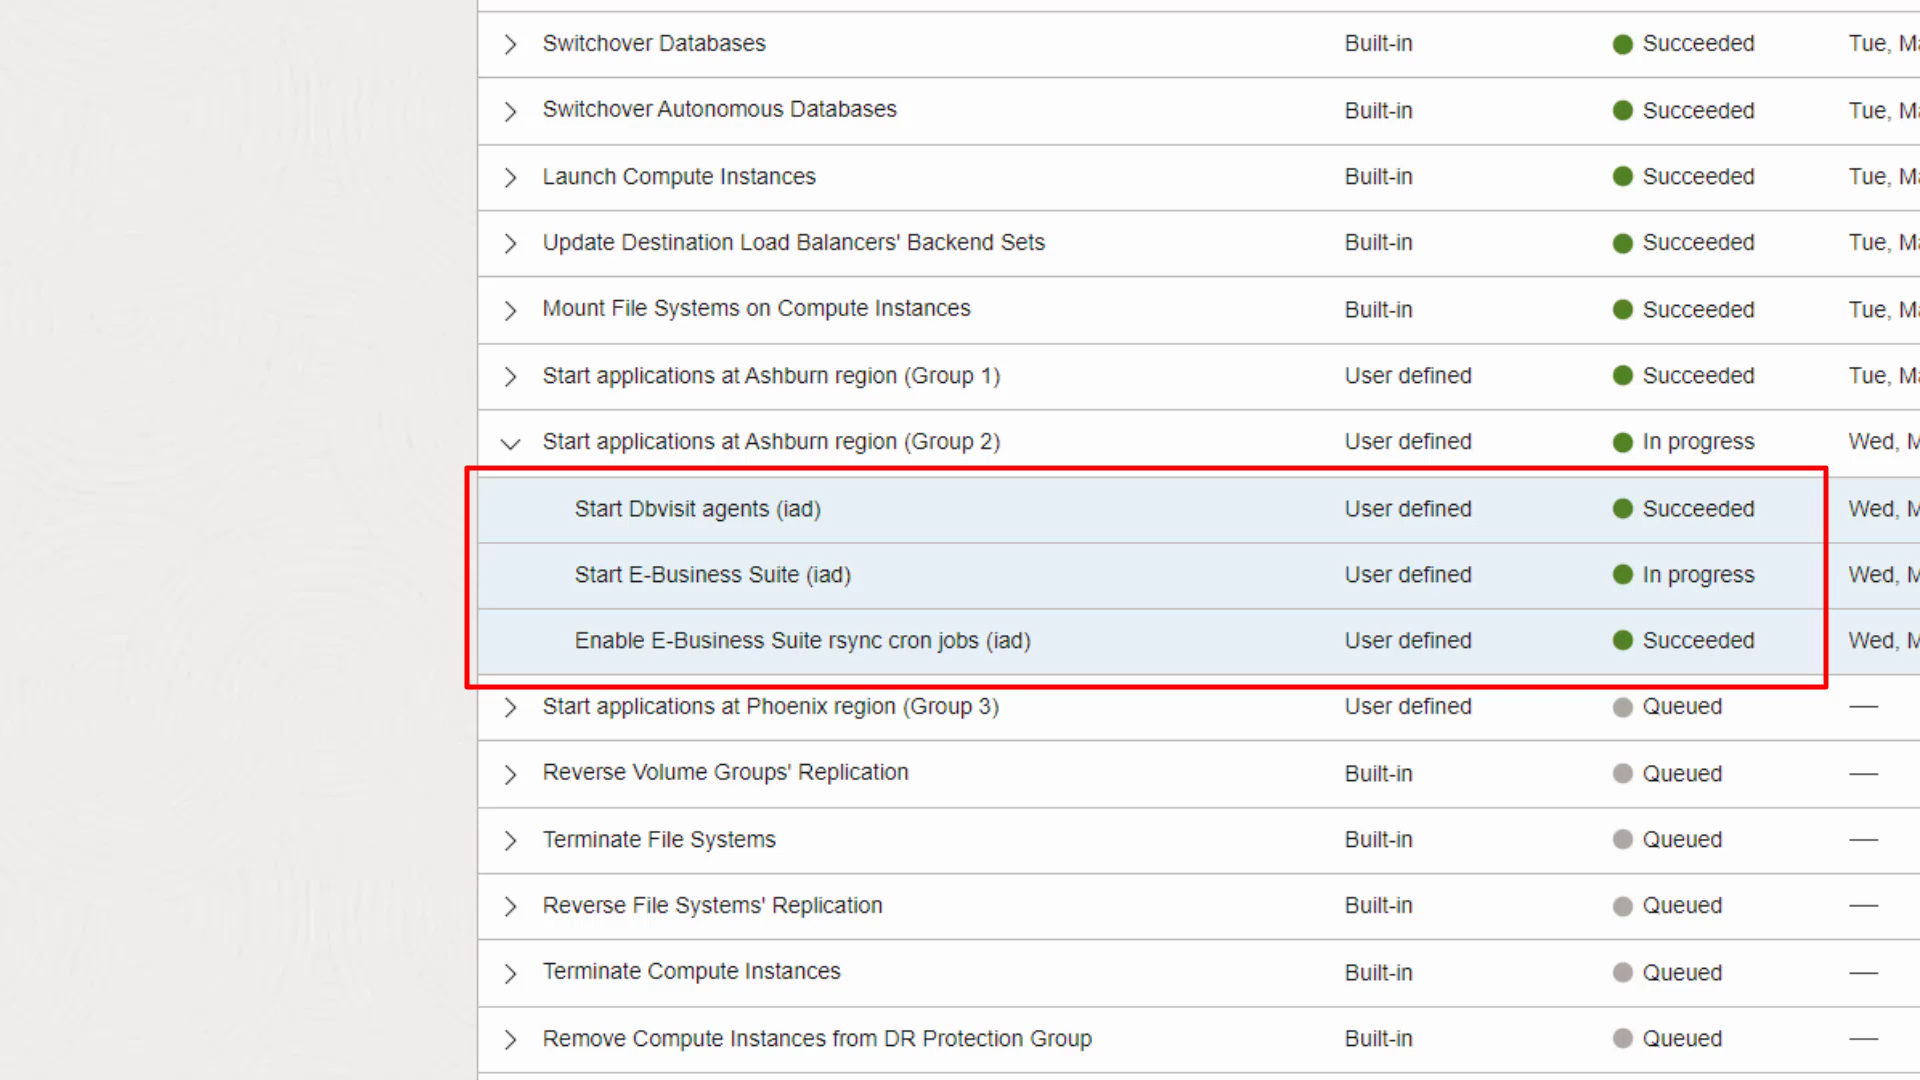 Switchover Databases Built-in Succeeded Tue, Ma
Switchover Autonomous Databases Built-in Succeeded Tue, Ma
Launch Compute Instances Built-in Succeeded Tue, Ma
Update Destination Load Balancers' Backend Sets Built-in Succeeded Tue, Ma
Mount File Systems on Compute Instances Built-in Succeeded Tue, Ma
Start applications at Ashburn region (Group 1) User defined Succeeded Tue, Ma
Start applications at Ashburn region (Group 2) User defined In progress Wed, M
Start Dbvisit agents (iad) User defined Succeeded Wed, M
Start E-Business Suite (iad) User defined In progress Wed, M
Enable E-Business Suite rsync cron jobs (iad) User defined Succeeded Wed, M
Start applications at Phoenix region (Group 3) User defined Queued —
Reverse Volume Groups' Replication Built-in Queued —
Terminate File Systems Built-in Queued —
Reverse File Systems' Replication Built-in Queued —
Terminate Compute Instances Built-in Queued —
Remove Compute Instances from DR Protection Group Built-in Queued —